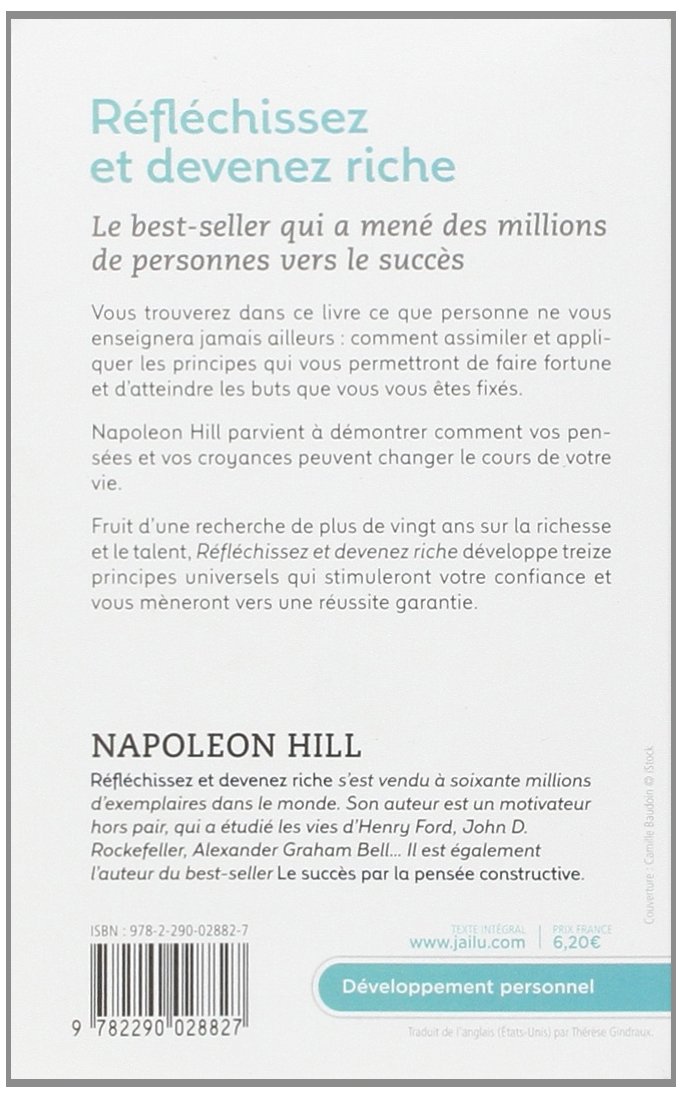 Réfléchissez
et devenez riche
Le best-seller qui a mené des millions
de personnes vers le succès
Vous trouverez dans ce livre ce que personne ne vous
enseignera jamais ailleurs : comment assimiler et appli-
quer les principes qui vous permettront de faire fortune
et d'atteindre les buts que vous vous êtes fixés.
Napoleon Hill parvient à démontrer comment vos pen-
sées et vos croyances peuvent changer le cours de votre
vie.
Fruit d'une recherche de plus de vingt ans sur la richesse
et le talent, Réfléchissez et devenez riche développe treize
principes universels qui stimuleront votre confiance et
vous mèneront vers une réussite garantie.
NAPOLEON HILL
Réfléchissez et devenez riche s'est vendu à soixante millions
d'exemplaires dans le monde. Son auteur est un motivateur
hors pair, qui a étudié les vies d'Henry Ford, John D.
Rockefeller, Alexander Graham Bell... Il est également
l'auteur du best-seller Le succès par la pensée constructive.
Couverture : Camille Baudoin © iStock
ISBN : 978-2-290-02882-7
9 782290 028827
TEXTE INTÉGRAL
www.jailu.com
PRIX FRANCE
6,20€
Développement personnel
Traduit de l'anglais (États-Unis) par Thérèse Gindraux.